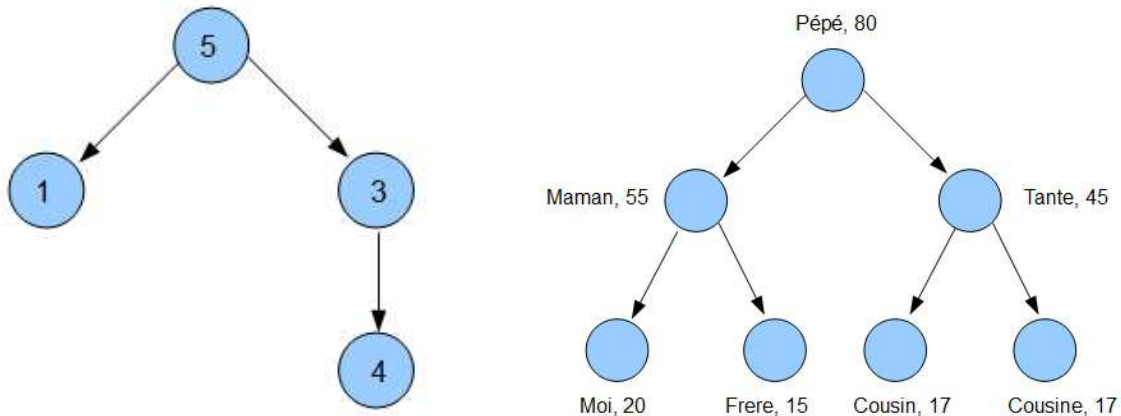 5
1
3
4
Pépé, 80
Maman, 55
Tante, 45
Moi, 20
Frere, 15
Cousin, 17
Cousine, 17